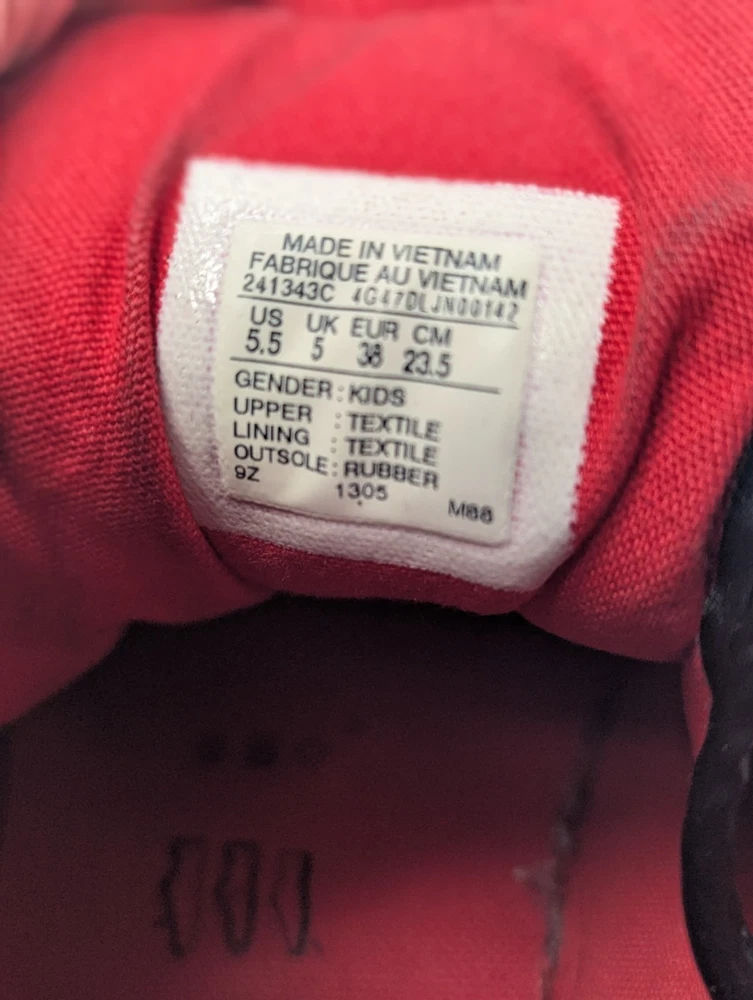 MADE IN VIETNAM
FABRIQUE AU VIETNAM
241343C 4G47DLJN00142
US UK EUR CM
5.5 5 38 23.5
GENDER : KIDS
UPPER : TEXTILE
LINING : TEXTILE
OUTSOLE : RUBBER
9Z 1305 M88